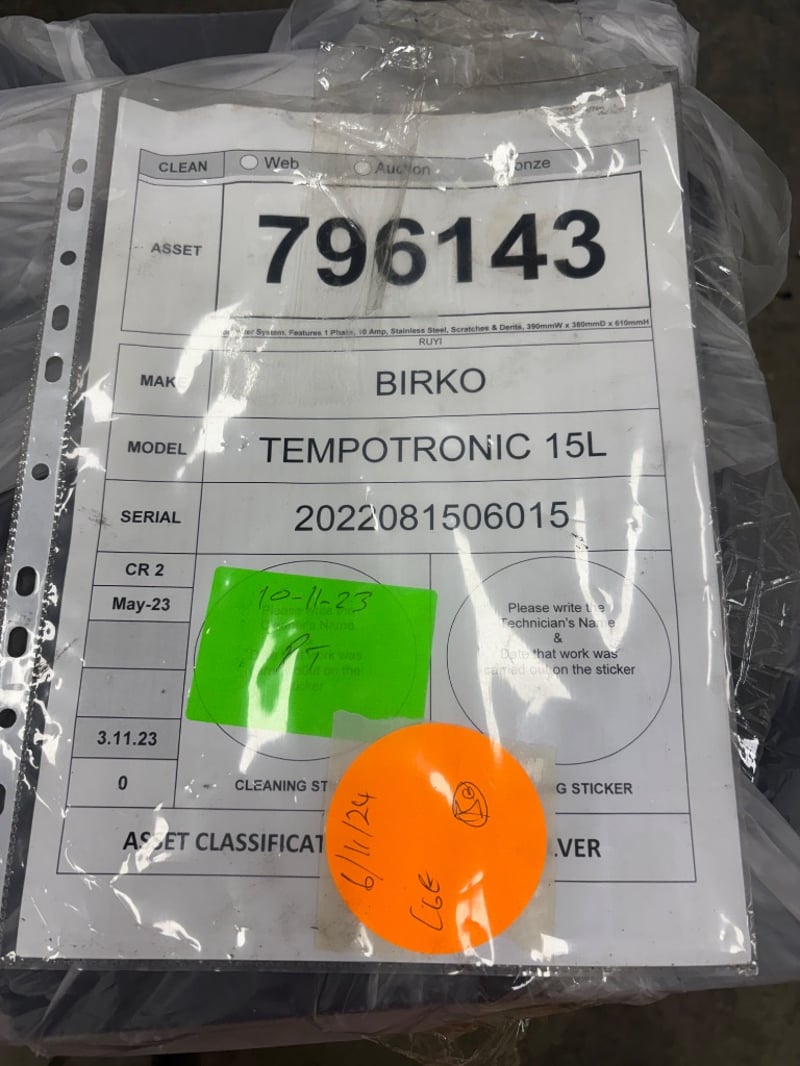 CLEAN Web Auction onze
ASSET 796143
System, Features 1 Phase, 10 Amp, Stainless Steel, Scratches & Dents, 390mmW x 380mmD x 610mmH
RUYI
MAKE BIRKO
MODEL TEMPOTRONIC 15L
SERIAL 2022081506015
CR 2
May-23
3.11.23
0
10-11-23
PT
Please write the
Technician's Name
&
Date that work was
carried out on the sticker
CLEANING ST
G STICKER
ASSET CLASSIFICAT
VER
6/11/24